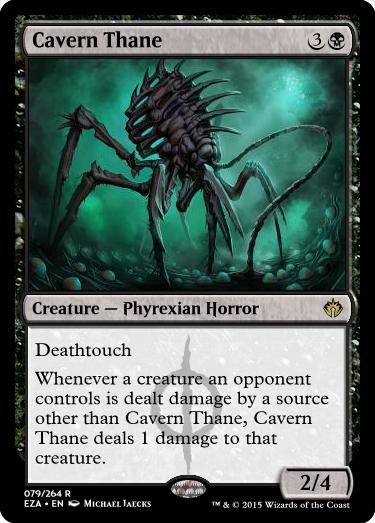 Cavern Thane 3
Creature — Phyrexian Horror
Deathtouch
Whenever a creature an opponent
controls is dealt damage by a source
other than Cavern Thane, Cavern
Thane deals 1 damage to that
creature.
2/4
079/264 R
EZA • EN Michael Jaecks
™ & © 2015 Wizards of the Coast